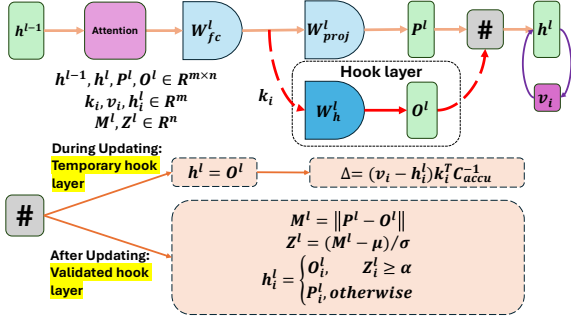 h^{l-1}
Attention
W^l_{fc}
W^l_{proj}
P^l
#
h^l
Hook layer
k_i
W^l_h
O^l
v_i
h^{l-1}, h^l, P^l, O^l ∈ R^{m×n}
k_i, v_i, h^l_i ∈ R^m
M^l, Z^l ∈ R^n
During Updating:
Temporary hook
layer
h^l = O^l
Δ= (v_i − h^l_i)k^T_i C^{-1}_{accu}
#
After Updating:
Validated hook
layer
M^l = ‖P^l − O^l‖
Z^l = (M^l − μ)/σ
h^l_i = { O^l_i, Z^l_i ≥ α
P^l_i, otherwise